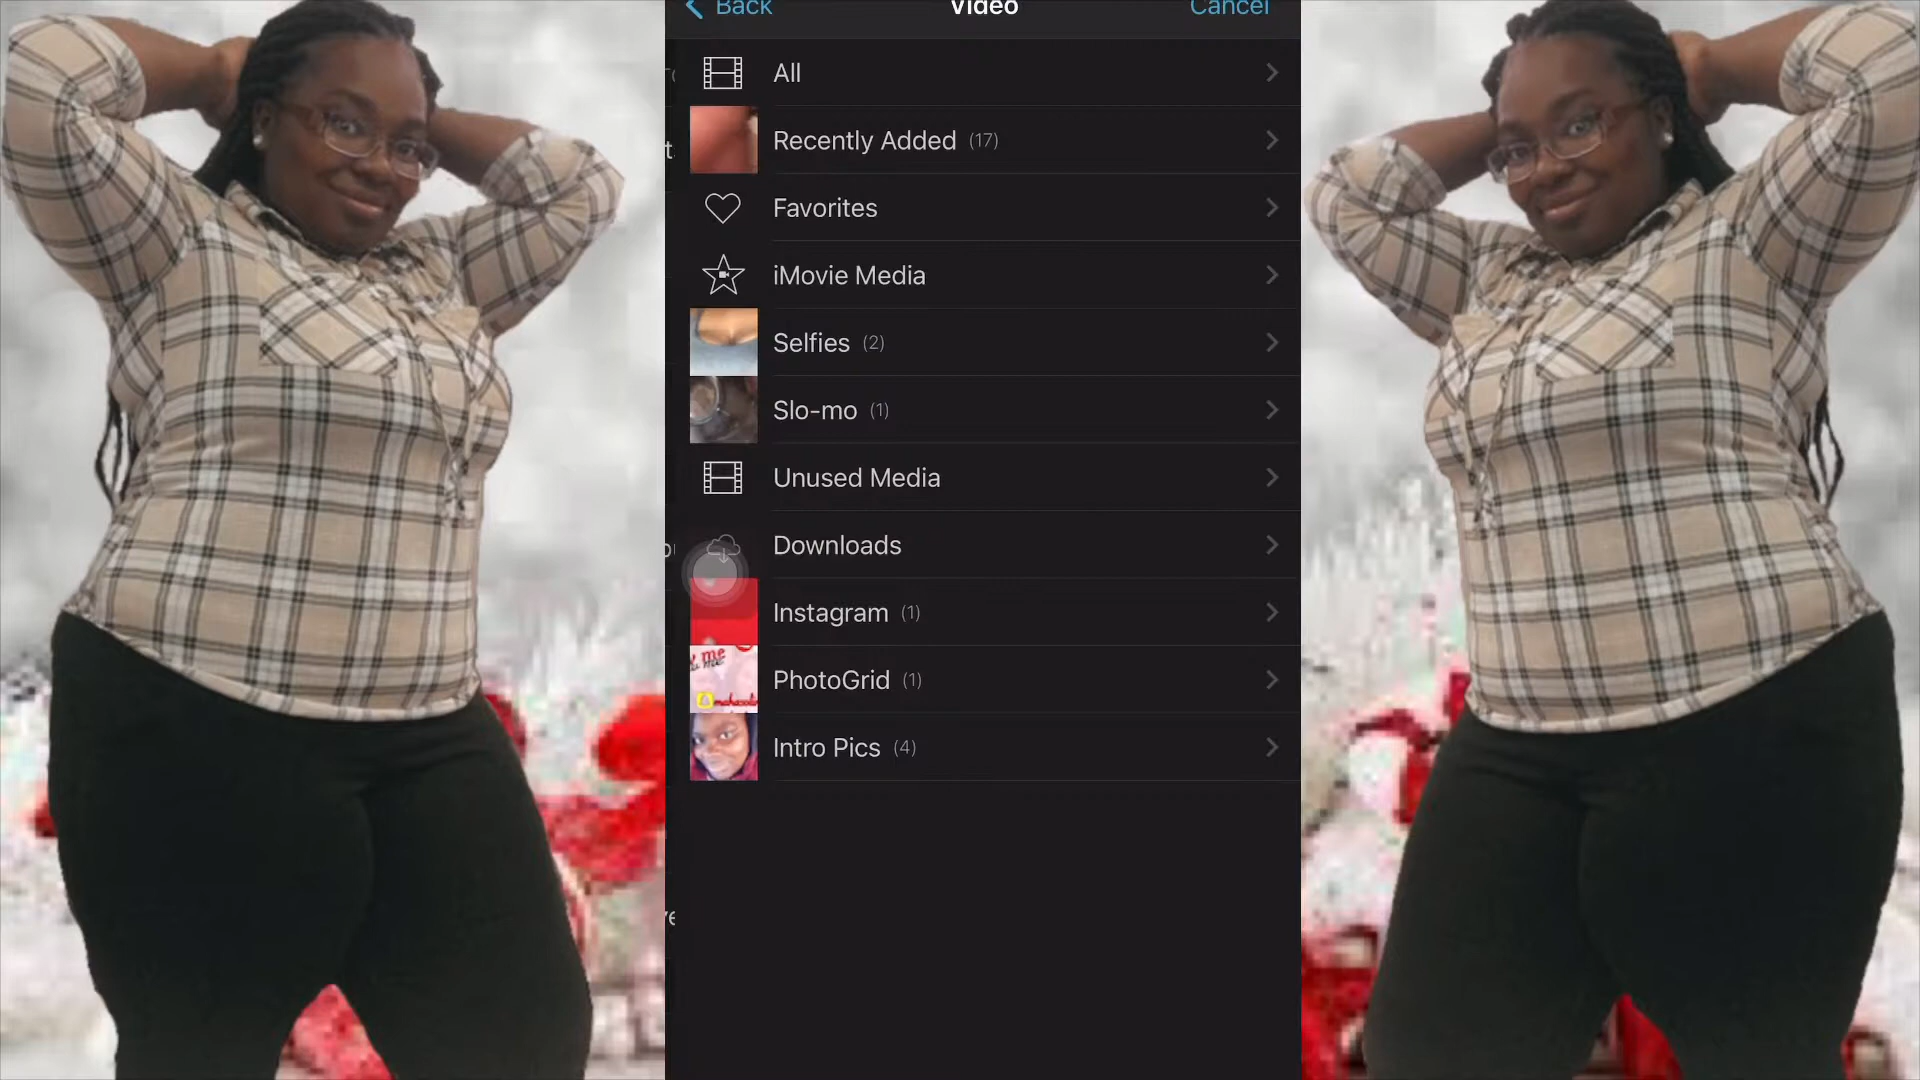 Back Video Cancel
All
Recently Added (17)
Favorites
iMovie Media
Selfies (2)
Slo-mo (1)
Unused Media
Downloads
Instagram (1)
PhotoGrid (1)
me
Intro Pics (4)